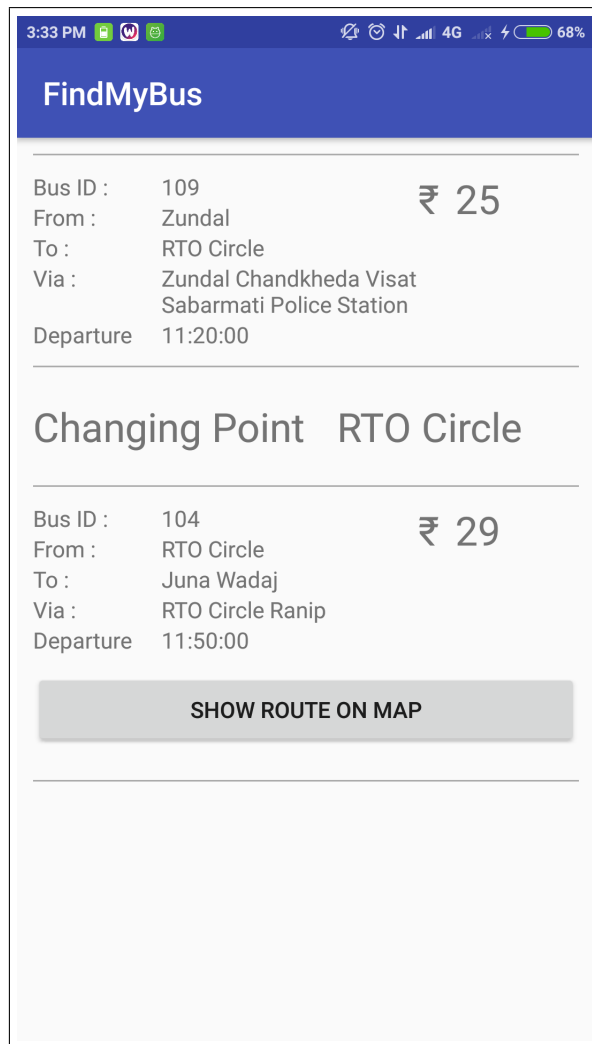 3:33 PM 4G 68%
FindMyBus
Bus ID : 109 ₹ 25
From : Zundal
To : RTO Circle
Via : Zundal Chandkheda Visat
Sabarmati Police Station
Departure 11:20:00
Changing Point RTO Circle
Bus ID : 104 ₹ 29
From : RTO Circle
To : Juna Wadaj
Via : RTO Circle Ranip
Departure 11:50:00
SHOW ROUTE ON MAP